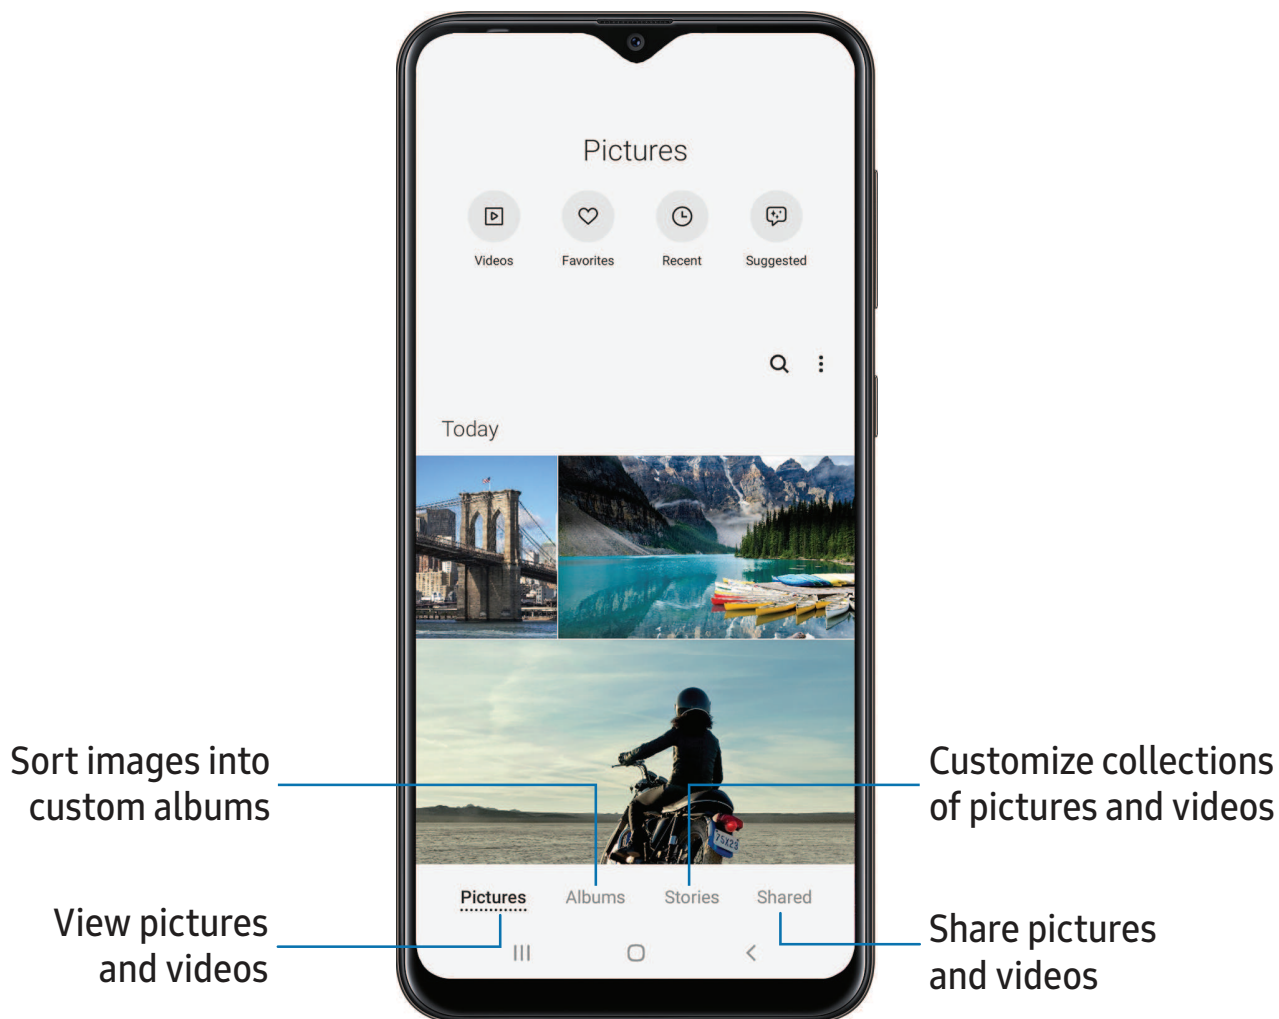 Pictures
Videos
Favorites
Recent
Suggested
Today
Sort images into
custom albums
Customize collections
of pictures and videos
Pictures
Albums
Stories
Shared
View pictures
and videos
Share pictures
and videos